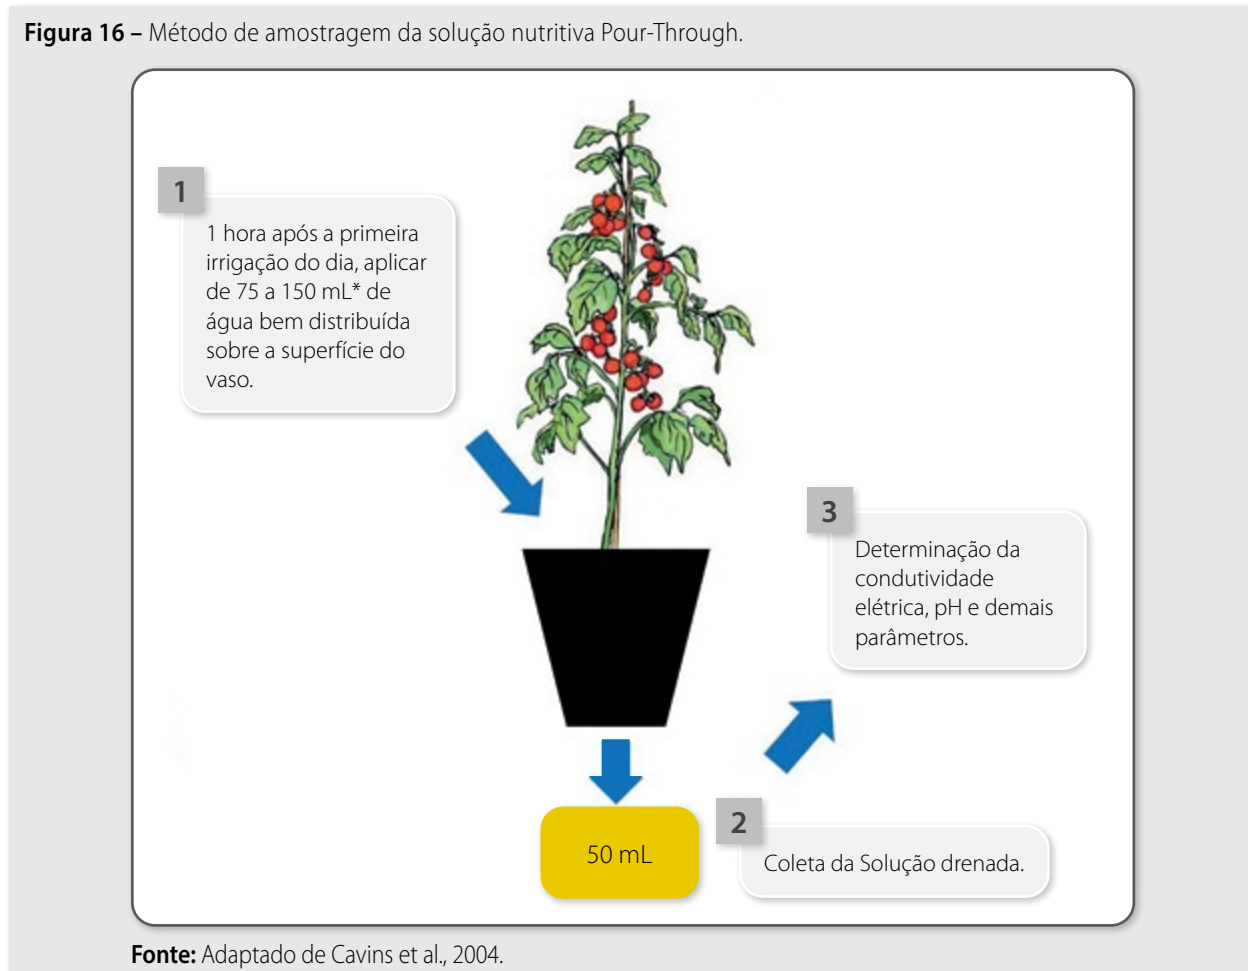 Figura 16 – Método de amostragem da solução nutritiva Pour-Through.
1
1 hora após a primeira
irrigação do dia, aplicar
de 75 a 150 mL* de
água bem distribuída
sobre a superfície do
vaso.
3
Determinação da
condutividade
elétrica, pH e demais
parâmetros.
2
50 mL
Coleta da Solução drenada.
Fonte: Adaptado de Cavins et al., 2004.